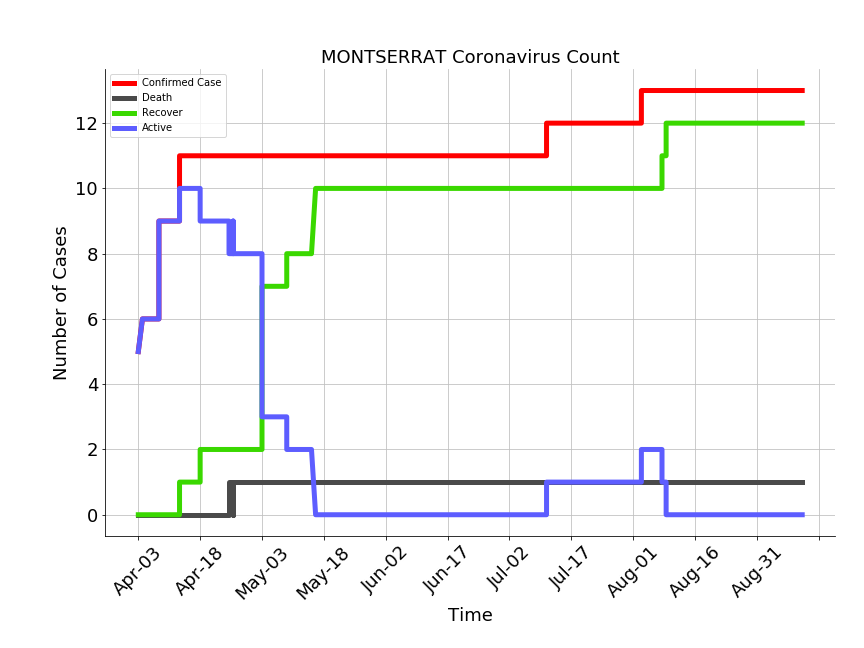 MONTSERRAT Coronavirus Count
Confirmed Case
Death
Recover
Active
Number of Cases
12
10
8
6
4
2
0
Apr-03
Apr-18
May-03
May-18
Jun-02
Jun-17
Jul-02
Jul-17
Aug-01
Aug-16
Aug-31
Time